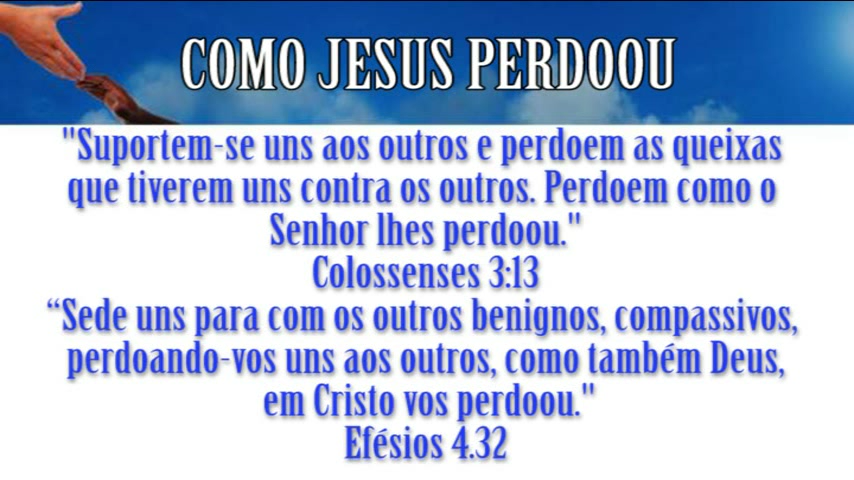 COMO JESUS PERDOOU
"Suportem-se uns aos outros e perdoem as queixas
que tiverem uns contra os outros. Perdoem como o
Senhor lhes perdoou."
Colossenses 3:13
“Sede uns para com os outros benignos, compassivos,
perdoando-vos uns aos outros, como também Deus,
em Cristo vos perdoou."
Efésios 4.32